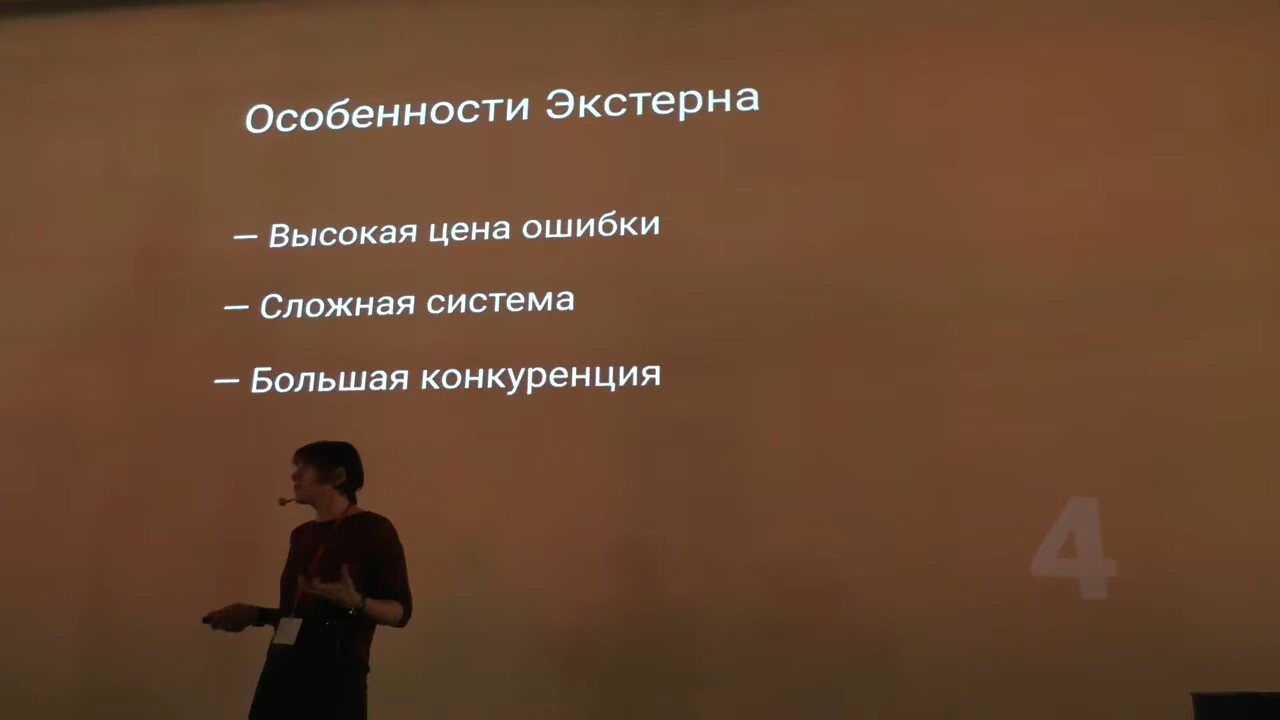 Особенности Экстерна
— Высокая цена ошибки
— Сложная система
— Большая конкуренция
4